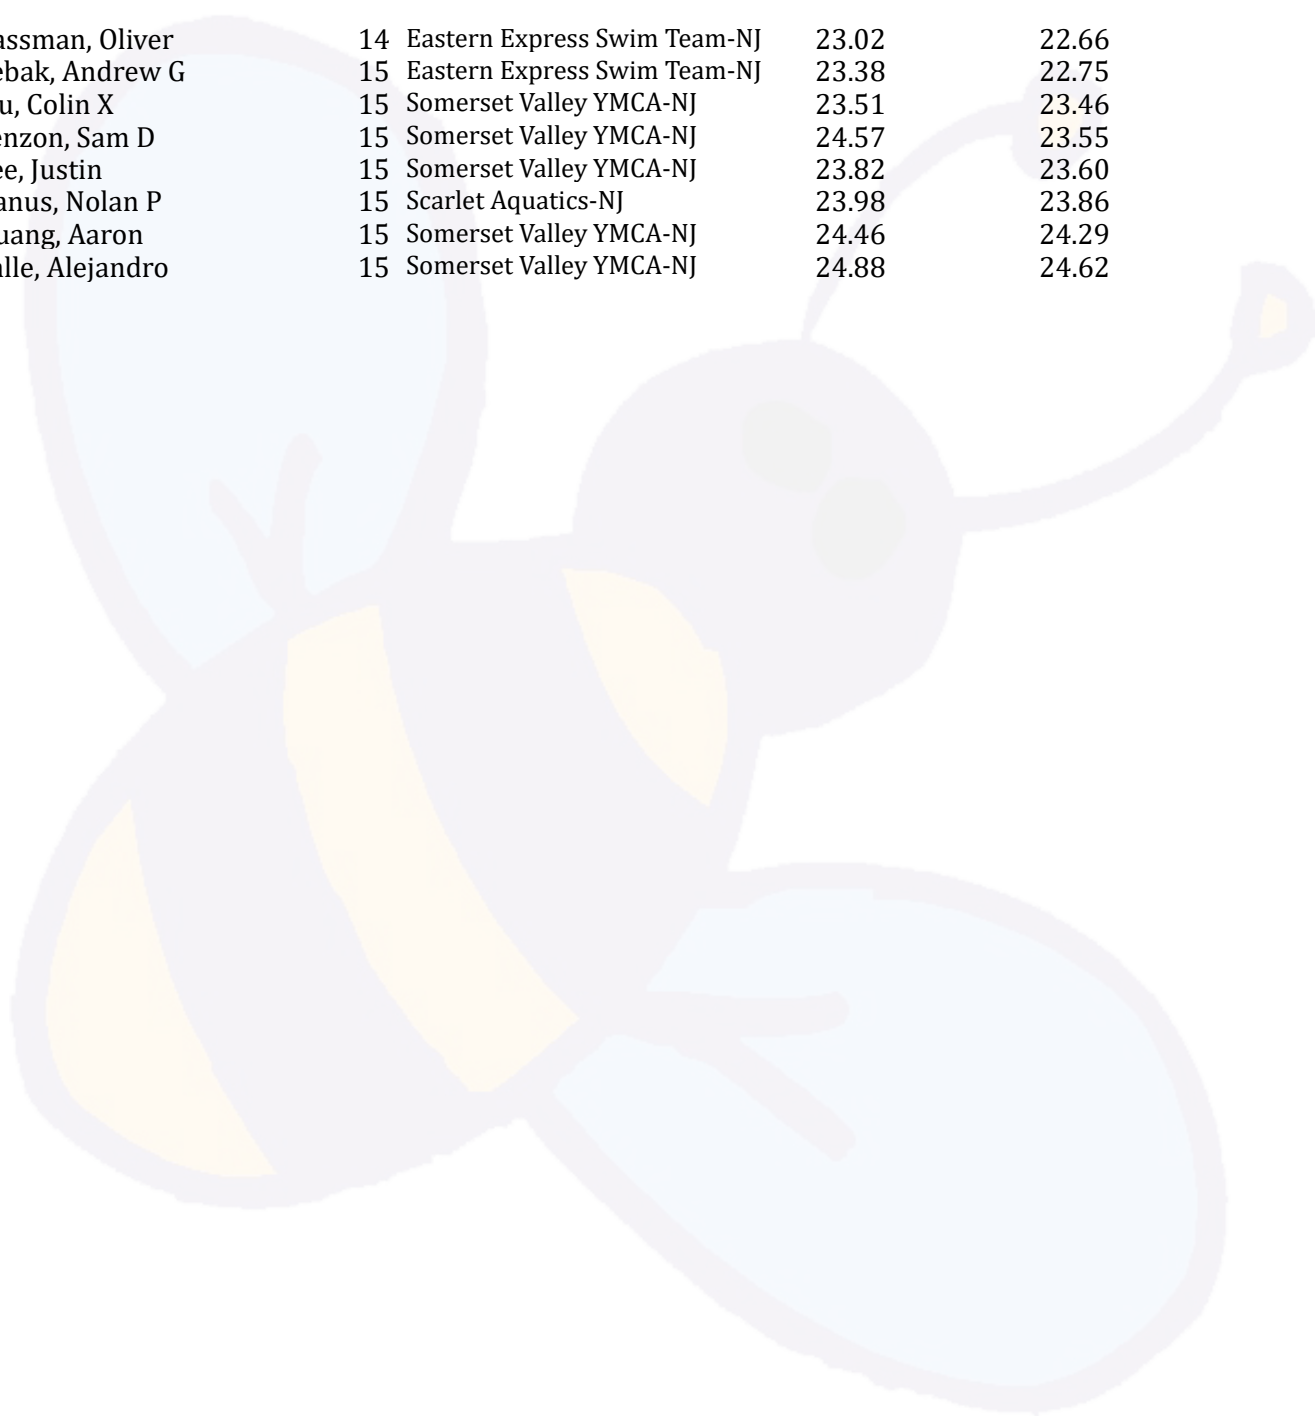 assman, Oliver 14 Eastern Express Swim Team-NJ 23.02 22.66
ebak, Andrew G 15 Eastern Express Swim Team-NJ 23.38 22.75
u, Colin X 15 Somerset Valley YMCA-NJ 23.51 23.46
enzon, Sam D 15 Somerset Valley YMCA-NJ 24.57 23.55
ee, Justin 15 Somerset Valley YMCA-NJ 23.82 23.60
anus, Nolan P 15 Scarlet Aquatics-NJ 23.98 23.86
uang, Aaron 15 Somerset Valley YMCA-NJ 24.46 24.29
alle, Alejandro 15 Somerset Valley YMCA-NJ 24.88 24.62